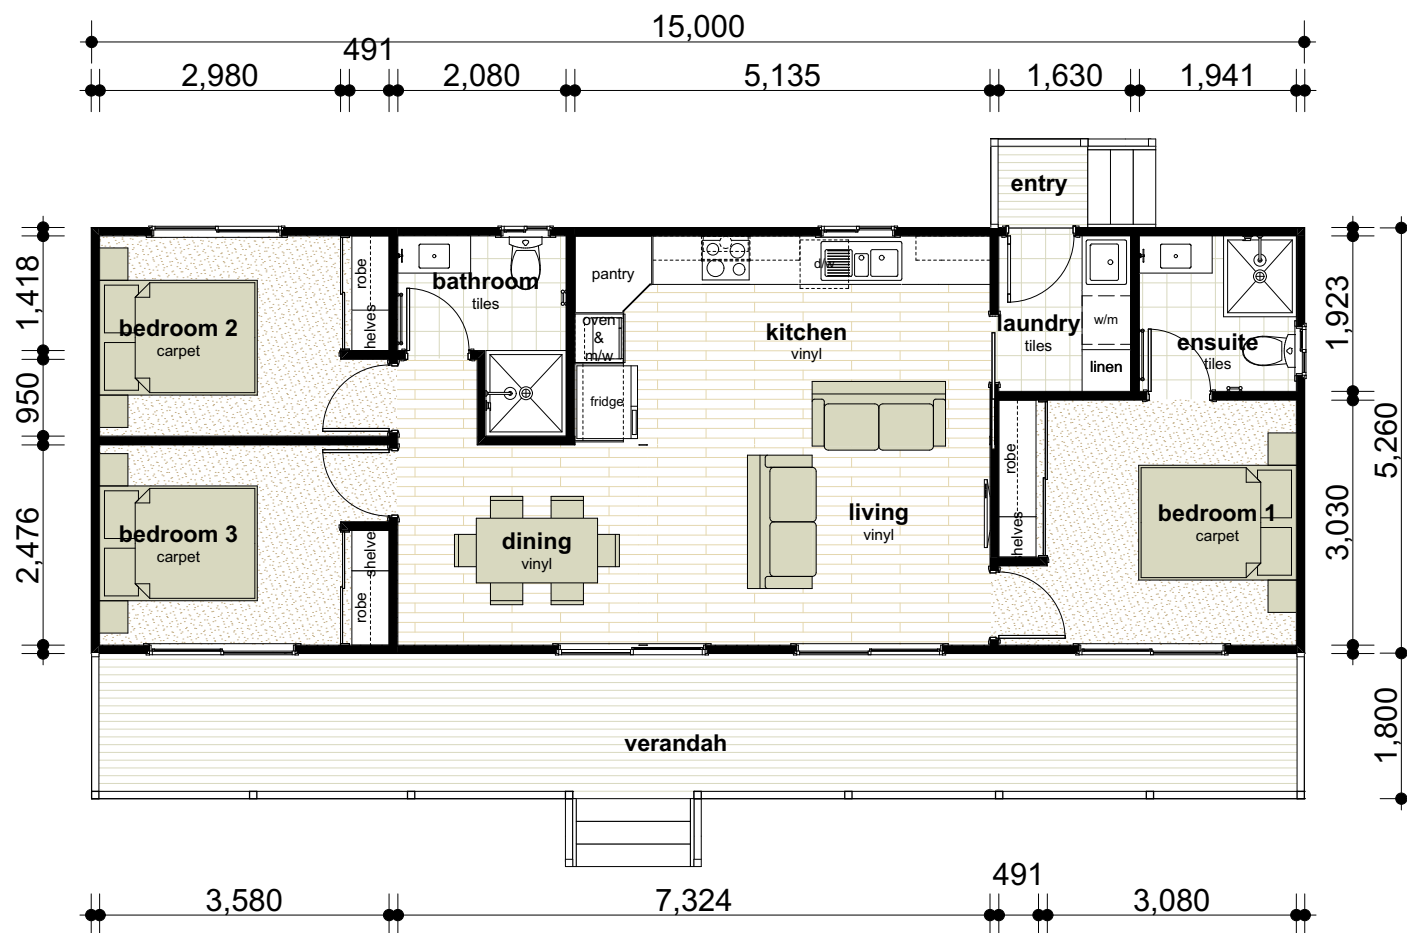 15,000
491
2,980
2,080
5,135
1,630
1,941
entry
1,418
950
2,476
bedroom 2
carpet
robe
shelves
bathroom
tiles
pantry
oven
&
m/w
fridge
d/w
kitchen
vinyl
laundry
tiles
w/m
linen
ensuite
tiles
1,923
3,030
5,260
1,800
bedroom 3
carpet
shelve
robe
dining
vinyl
living
vinyl
robe
helves
bedroom 1
carpet
verandah
3,580
7,324
491
3,080